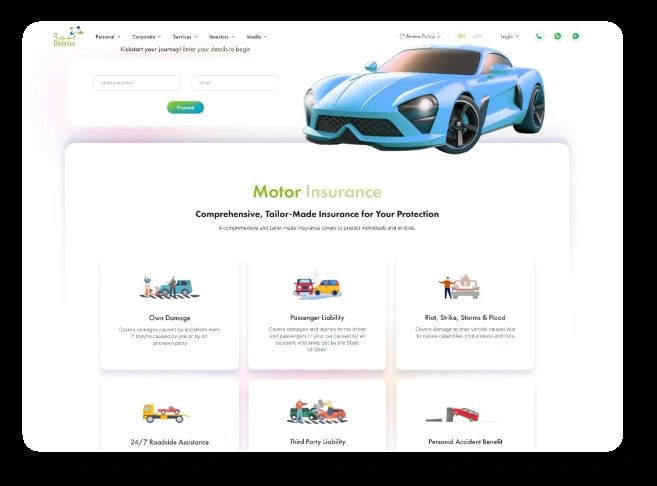 Beema
Personal Corporate Services Investors Media Renew Policy EN Login
Kickstart your journey! Enter your details to begin
Mobile Number* Email*
Proceed
Motor Insurance
Comprehensive, Tailor-Made Insurance for Your Protection
A comprehensive and tailor-made insurance covers to protect individuals and entities.
Own Damage
Covers damages caused by accidents even
if they're caused by you or by an
unknown party
Passenger Liability
Covers damages and injuries to the driver
and passengers in your car caused by an
accident with limits set by the State
of Qatar
Riot, Strike, Storms & Flood
Covers damage to your vehicle caused due
to nature calamities, civil unrests and riots
24/7 Roadside Assistance
Third Party Liability
Personal Accident Benefit